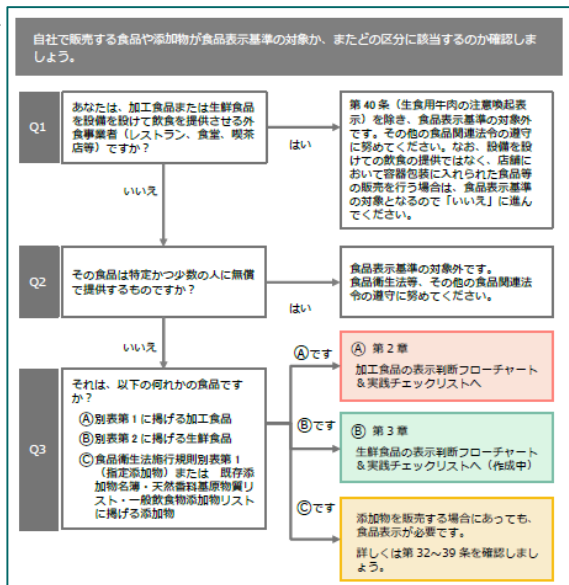 自社で販売する食品や添加物が食品表示基準の対象か、またどの区分に該当するのか確認しま
しょう。
Q1
あなたは、加工食品または生鮮食品
を設備を設けて飲食を提供させる外
食事業者（レストラン、食堂、喫茶
店等）ですか？
はい
第40条（生食用牛肉の注意喚起表
示）を除き、食品表示基準の対象外
です。その他の食品関連法令の遵守
に努めてください。なお、設備を設
けての飲食の提供ではなく、店舗に
おいて容器包装に入れられた食品等
の販売を行う場合は、食品表示基準
の対象となるので「いいえ」に進ん
でください。
いいえ
Q2
その食品は特定かつ少数の人に無償
で提供するものですか？
はい
食品表示基準の対象外です。
食品衛生法等、その他の食品関連法
令の遵守に努めてください。
いいえ
Q3
それは、以下の何れかの食品です
か？
Ⓐ別表第1に掲げる加工食品
Ⓑ別表第2に掲げる生鮮食品
Ⓒ食品衛生法施行規則別表第1
（指定添加物）または 既存添
加物名簿・天然香料基原物質リ
スト・一般飲食物添加物リスト
に掲げる添加物
Ⓐです
Ⓐ 第2章
加工食品の表示判断フローチャート
＆実践チェックリストへ
Ⓑです
Ⓑ 第3章
生鮮食品の表示判断フローチャート
＆実践チェックリストへ（作成中）
Ⓒです
添加物を販売する場合にあっても、
食品表示が必要です。
詳しくは第32～39条を確認しまし
ょう。